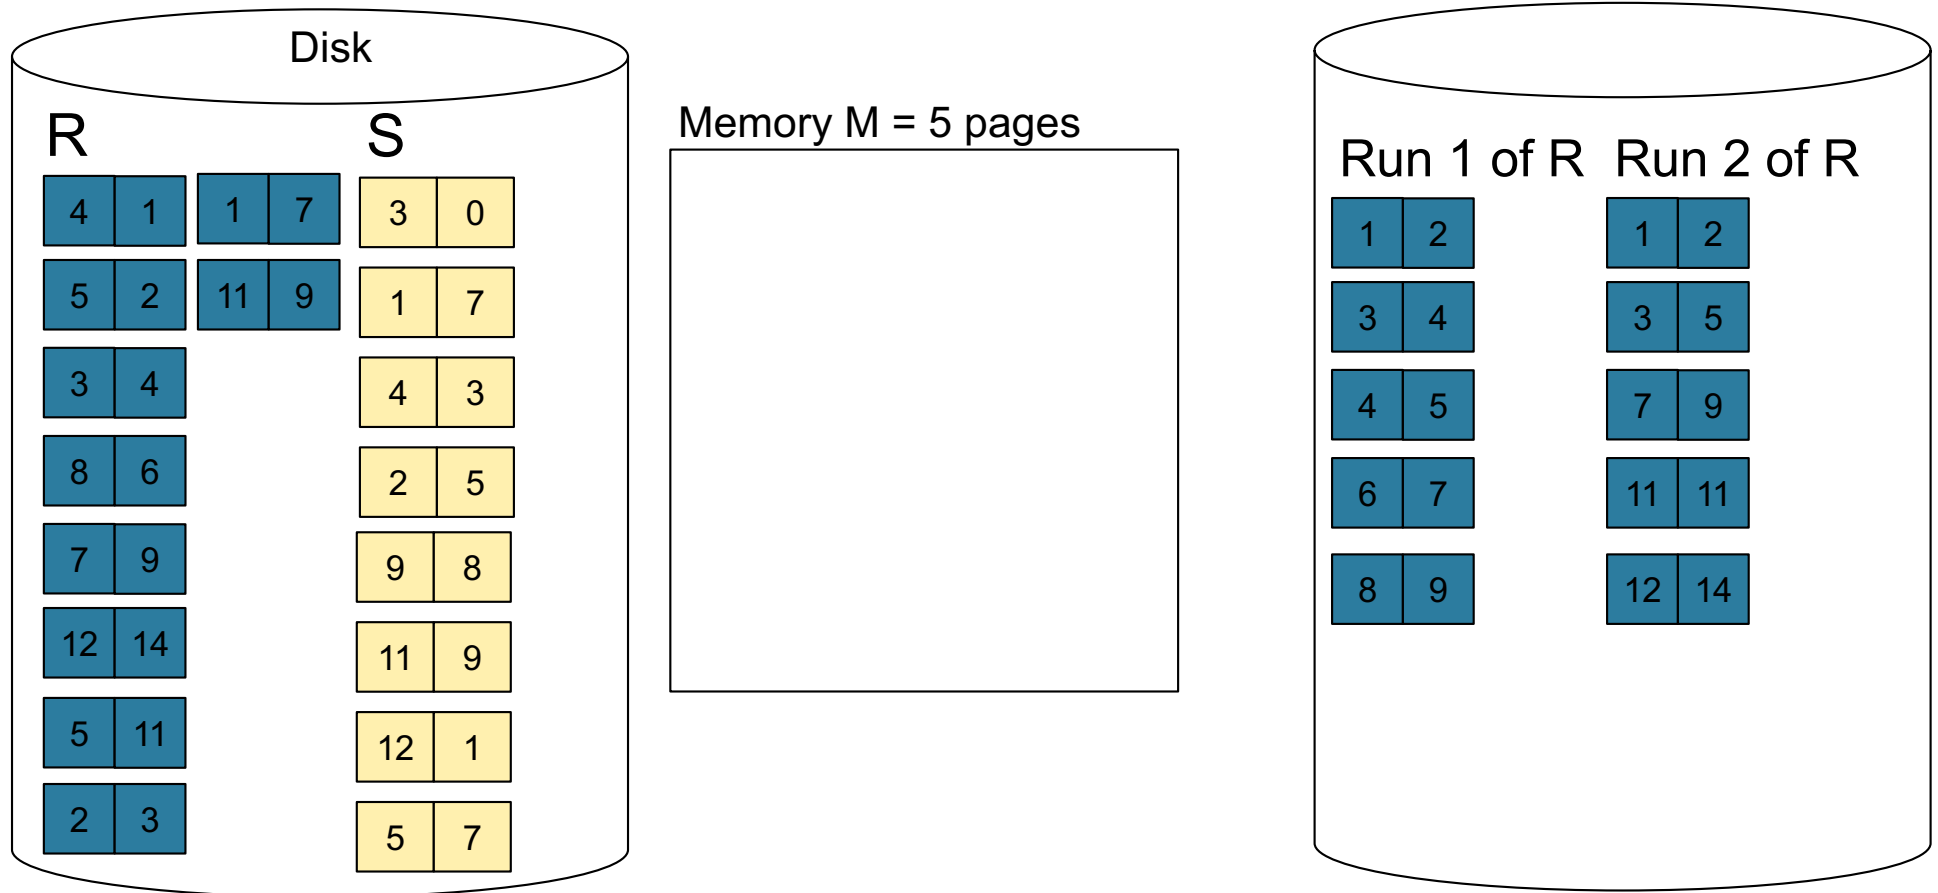 Disk
R S
4 1 1 7 3 0
5 2 11 9 1 7
3 4 4 3
8 6 2 5
7 9 9 8
12 14 11 9
5 11 12 1
2 3 5 7
Memory M = 5 pages
Run 1 of R Run 2 of R
1 2 1 2
3 4 3 5
4 5 7 9
6 7 11 11
8 9 12 14